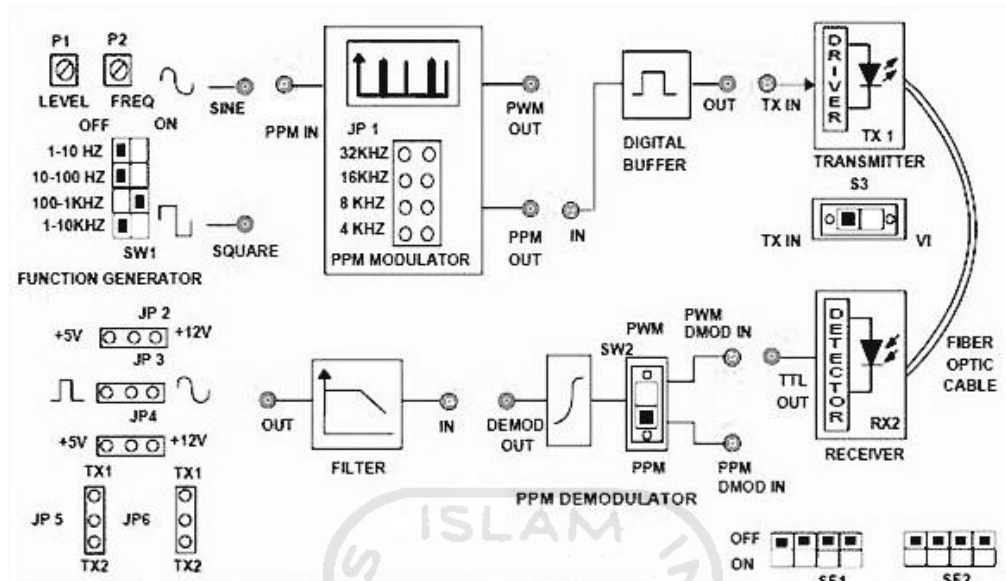 P1 P2
LEVEL FREQ
SINE
OFF ON
1-10 HZ
10-100 HZ
100-1KHZ
1-10KHZ
SW1
SQUARE
FUNCTION GENERATOR
PPM IN
JP 1
32KHZ
16KHZ
8 KHZ
4 KHZ
PPM MODULATOR
PWM
OUT
PPM
OUT
IN
DIGITAL
BUFFER
OUT
TX IN
DRIVER
TX 1
TRANSMITTER
S3
TX IN
VI
JP 2
+5V +12V
JP 3
JP4
+5V +12V
TX1 TX1
JP 5 JP6
TX2 TX2
OUT
FILTER
IN
DEMOD
OUT
PWM
SW2
PPM
PWM
DMOD IN
PPM
DMOD IN
PPM DEMODULATOR
TTL
OUT
DETECTOR
RX2
RECEIVER
FIBER
OPTIC
CABLE
OFF
ON
SF1 SF2
ISLAM